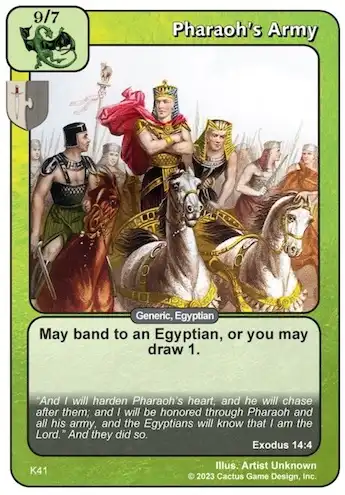 9/7
Pharaoh's Army
Generic, Egyptian
May band to an Egyptian, or you may
draw 1.
"And I will harden Pharaoh's heart, and he will chase
after them; and I will be honored through Pharaoh and
all his army, and the Egyptians will know that I am the
Lord." And they did so.
Exodus 14:4
K41
Illus. Artist Unknown
© 2023 Cactus Game Design, Inc.